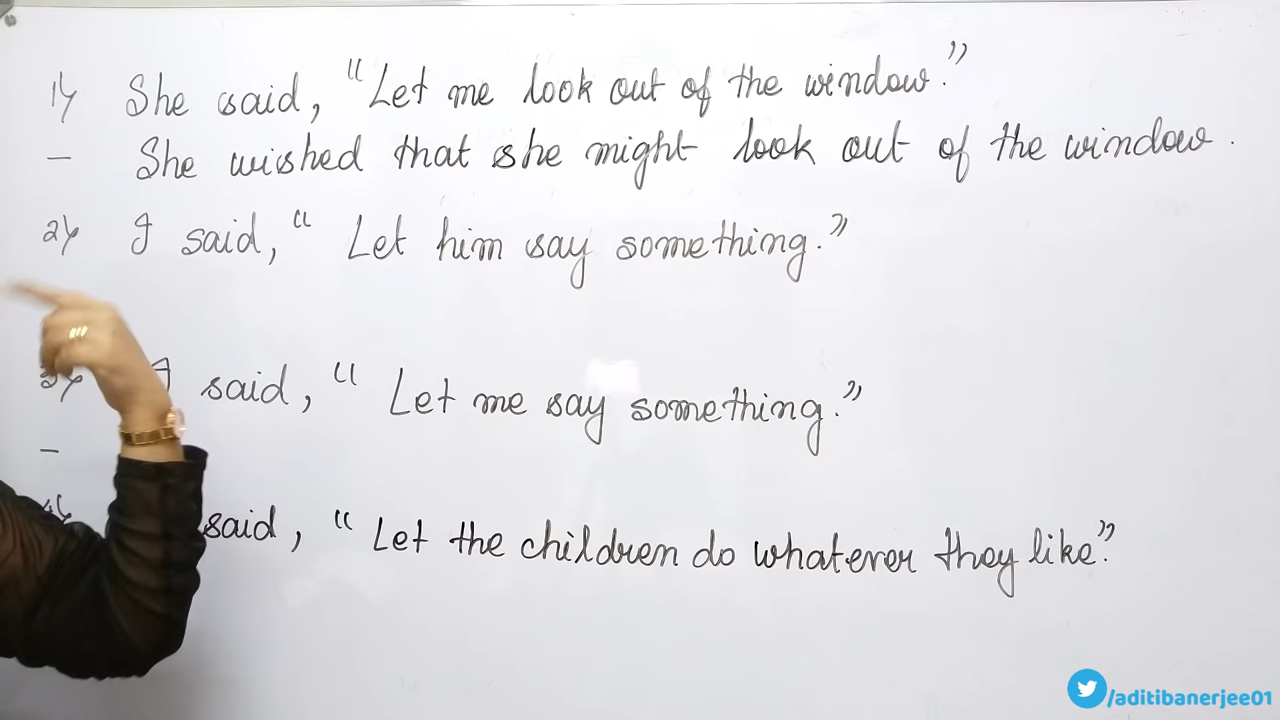 1) She said, "Let me look out of the window."
— She wished that she might look out of the window.
2) I said, "Let him say something."
I said, "Let me say something."
—
said, "Let the children do whatever they like".
/aditibanerjee01